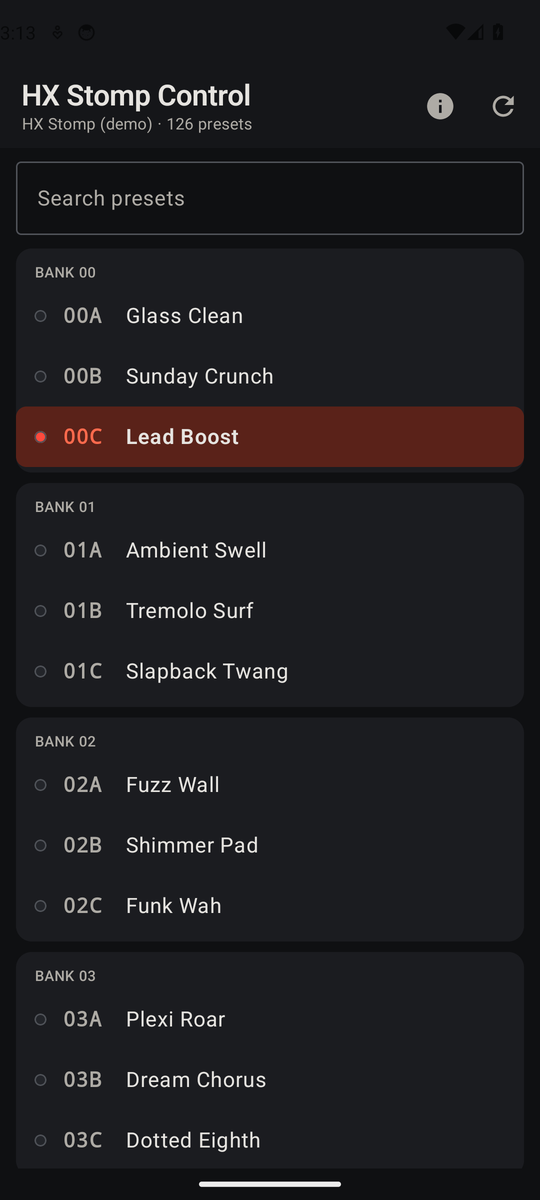 3:13
HX Stomp Control
HX Stomp (demo) · 126 presets
Search presets
BANK 00
00A Glass Clean
00B Sunday Crunch
00C Lead Boost
BANK 01
01A Ambient Swell
01B Tremolo Surf
01C Slapback Twang
BANK 02
02A Fuzz Wall
02B Shimmer Pad
02C Funk Wah
BANK 03
03A Plexi Roar
03B Dream Chorus
03C Dotted Eighth